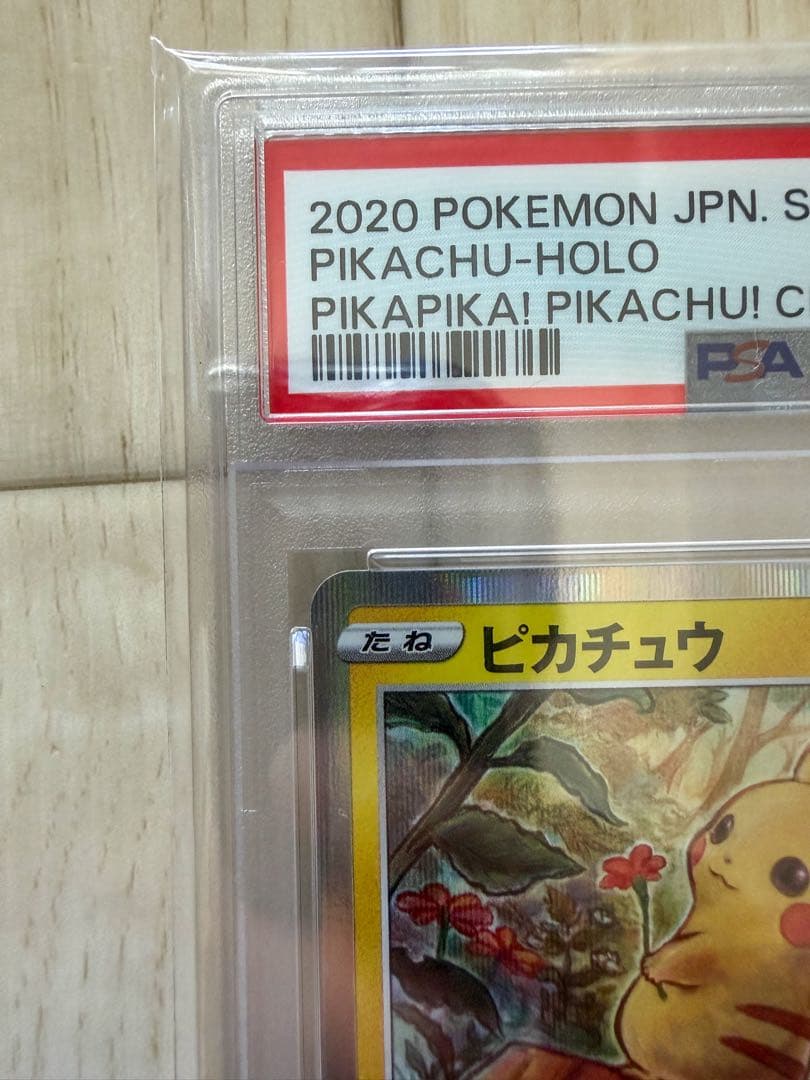 2020 POKEMON JPN. S
PIKACHU-HOLO
PIKAPIKA! PIKACHU! C
PSA
たね ピカチュウ